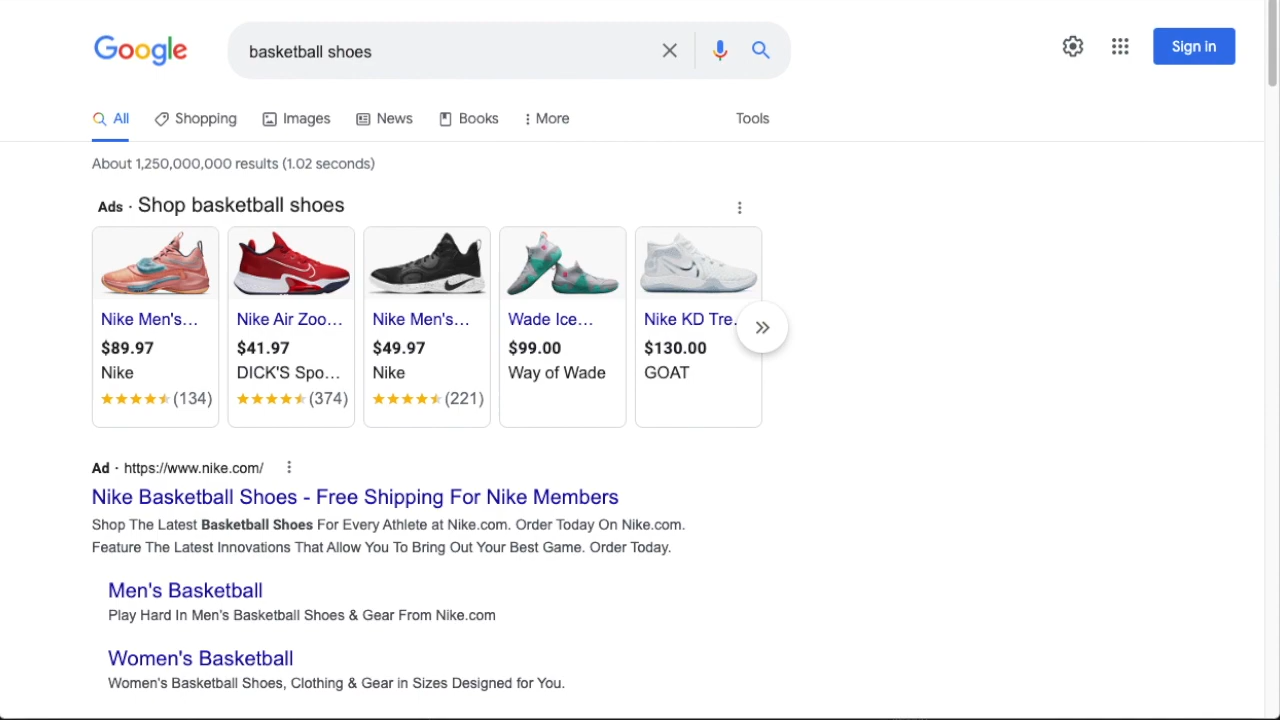 Google
basketball shoes
Sign in
All Shopping Images News Books More Tools
About 1,250,000,000 results (1.02 seconds)
Ads · Shop basketball shoes
Nike Men's... Nike Air Zoo... Nike Men's... Wade Ice... Nike KD Tre.
$89.97 $41.97 $49.97 $99.00 $130.00
Nike DICK'S Spo... Nike Way of Wade GOAT
(134) (374) (221)
Ad · https://www.nike.com/
Nike Basketball Shoes - Free Shipping For Nike Members
Shop The Latest Basketball Shoes For Every Athlete at Nike.com. Order Today On Nike.com.
Feature The Latest Innovations That Allow You To Bring Out Your Best Game. Order Today.
Men's Basketball
Play Hard In Men's Basketball Shoes & Gear From Nike.com
Women's Basketball
Women's Basketball Shoes, Clothing & Gear in Sizes Designed for You.